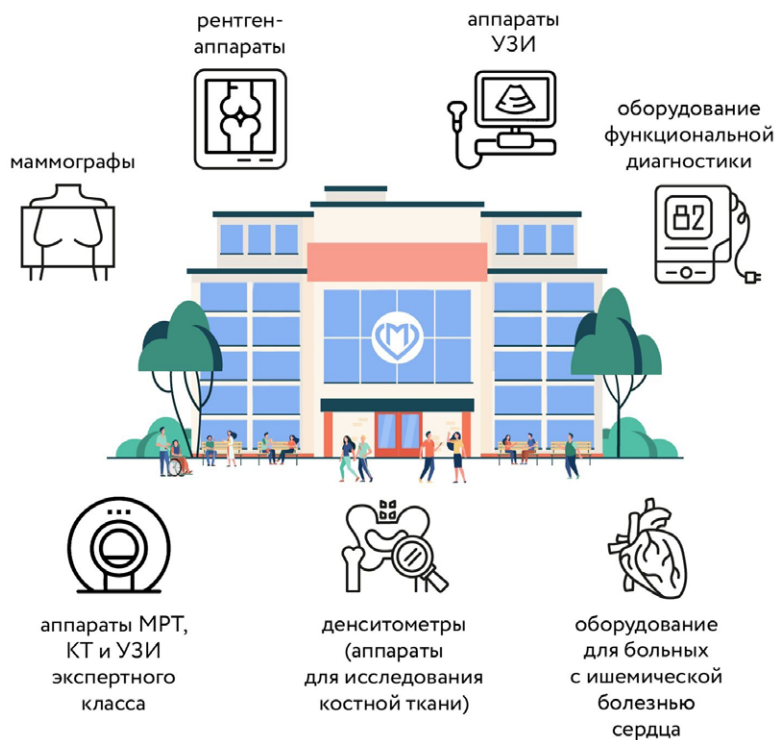 рентген-
аппараты
аппараты
УЗИ
оборудование
функциональной
диагностики
маммографы
82
М
аппараты МРТ,
КТ и УЗИ
экспертного
класса
денситометры
(аппараты
для исследования
костной ткани)
оборудование
для больных
с ишемической
болезнью
сердца